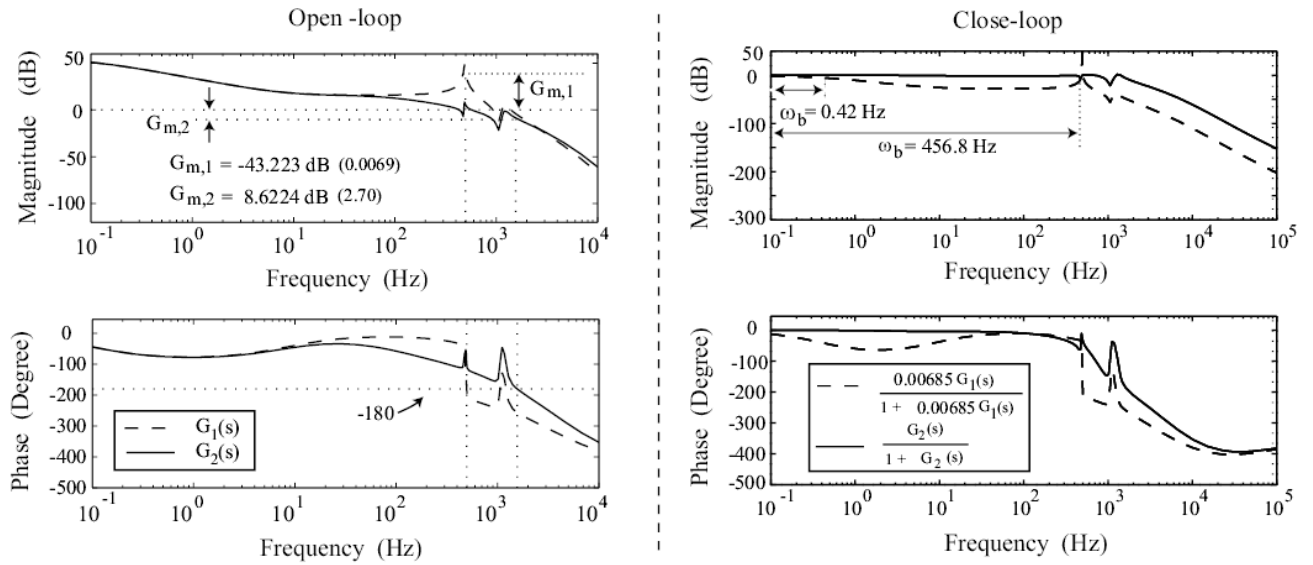 Open -loop
Magnitude (dB)
50
0
-50
-100
G_m,1
G_m,2
G_m,1 = -43.223 dB (0.0069)
G_m,2 = 8.6224 dB (2.70)
10^-1 10^0 10^1 10^2 10^3 10^4
Frequency (Hz)
Phase (Degree)
0
-100
-200
-300
-400
-500
-180
G_1(s)
G_2(s)
10^-1 10^0 10^1 10^2 10^3 10^4
Frequency (Hz)
Close-loop
Magnitude (dB)
50
0
-100
-150
-200
-300
ω_b= 0.42 Hz
ω_b= 456.8 Hz
10^-1 10^0 10^1 10^2 10^3 10^4 10^5
Frequency (Hz)
Phase (Degree)
0
-100
-200
-300
-400
-500
0.00685 G_1(s)
1 + 0.00685 G_1(s)
G_2(s)
1 + G_2(s)
10^-1 10^0 10^1 10^2 10^3 10^4 10^5
Frequency (Hz)